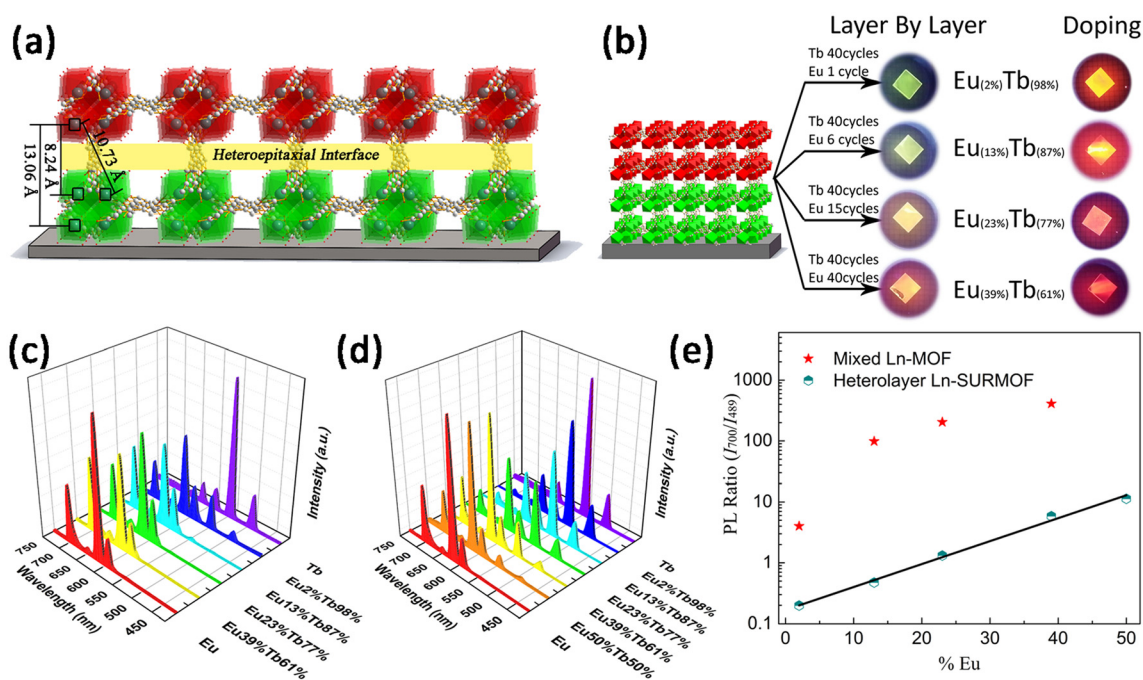 (a)
10.73 Å
8.24 Å
13.06 Å
Heteroepitaxial Interface
(b)
Layer By Layer
Doping
Tb 40cycles
Eu 1 cycle
Eu(2%)Tb(98%)
Tb 40cycles
Eu 6 cycles
Eu(13%)Tb(87%)
Tb 40cycles
Eu 15cycles
Eu(23%)Tb(77%)
Tb 40cycles
Eu 40cycles
Eu(39%)Tb(61%)
(c)
Intensity (a.u.)
750
700
650
600
550
500
450
Wavelength (nm)
Tb
Eu2%Tb98%
Eu13%Tb87%
Eu23%Tb77%
Eu39%Tb61%
Eu
(d)
Intensity (a.u.)
750
700
650
600
550
500
450
Wavelength (nm)
Tb
Eu2%Tb98%
Eu13%Tb87%
Eu23%Tb77%
Eu39%Tb61%
Eu50%Tb50%
Eu
(e)
Mixed Ln-MOF
Heterolayer Ln-SURMOF
PL Ratio (I700/I489)
1000
100
10
1
0.1
0
10
20
30
40
50
% Eu